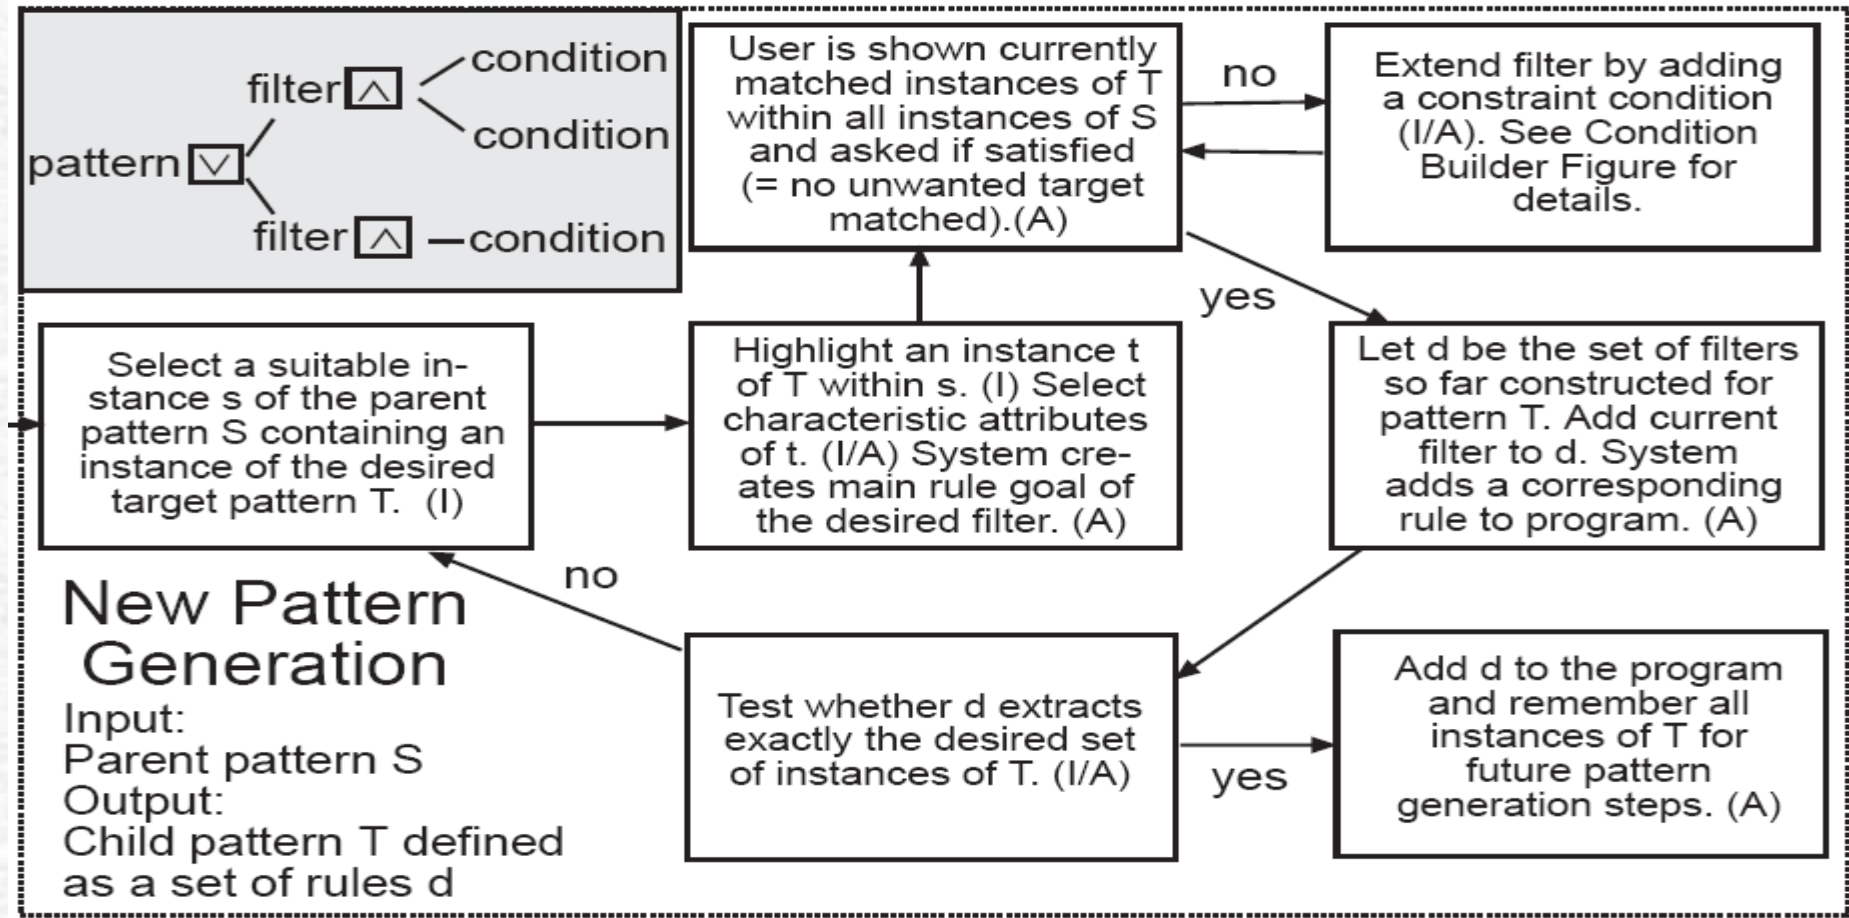 condition
filter ∧
condition
pattern ∨
filter ∧
condition
User is shown currently
matched instances of T
within all instances of S
and asked if satisfied
(= no unwanted target
matched).(A)
no
Extend filter by adding
a constraint condition
(I/A). See Condition
Builder Figure for
details.
yes
Select a suitable in-
stance s of the parent
pattern S containing an
instance of the desired
target pattern T. (I)
Highlight an instance t
of T within s. (I) Select
characteristic attributes
of t. (I/A) System cre-
ates main rule goal of
the desired filter. (A)
Let d be the set of filters
so far constructed for
pattern T. Add current
filter to d. System
adds a corresponding
rule to program. (A)
no
New Pattern
Generation
Input:
Parent pattern S
Output:
Child pattern T defined
as a set of rules d
Test whether d extracts
exactly the desired set
of instances of T. (I/A)
yes
Add d to the program
and remember all
instances of T for
future pattern
generation steps. (A)